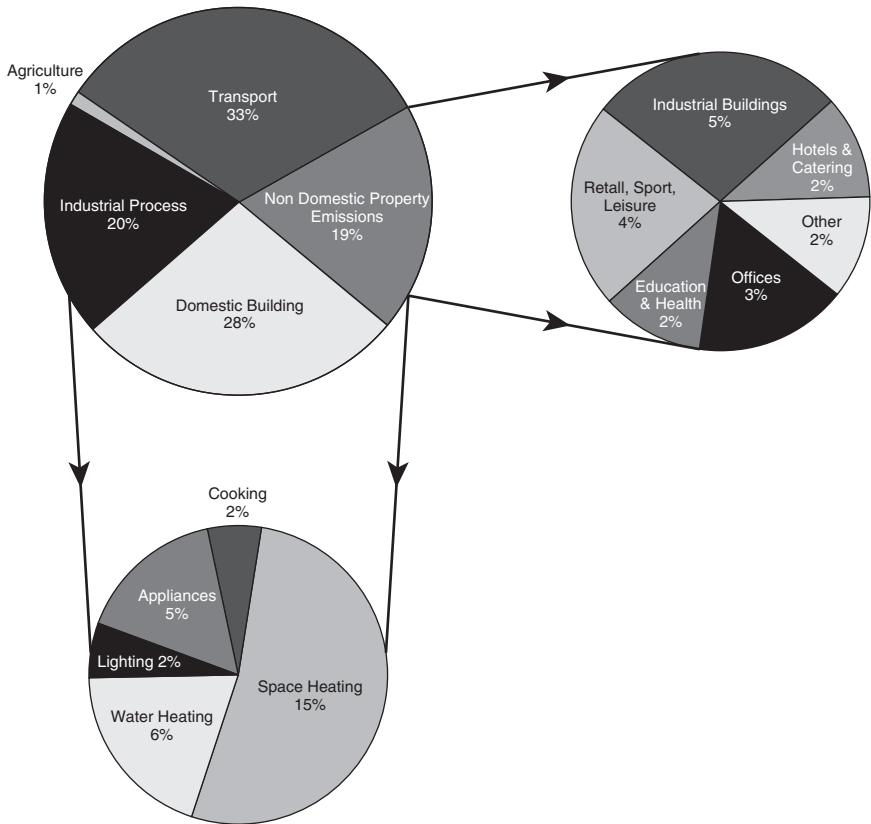 Agriculture
1%
Transport
33%
Industrial Process
20%
Non Domestic Property
Emissions
19%
Domestic Building
28%
Industrial Buildings
5%
Hotels &
Catering
2%
Retall, Sport,
Leisure
4%
Other
2%
Offices
3%
Education
& Health
2%
Cooking
2%
Appliances
5%
Lighting 2%
Space Heating
15%
Water Heating
6%